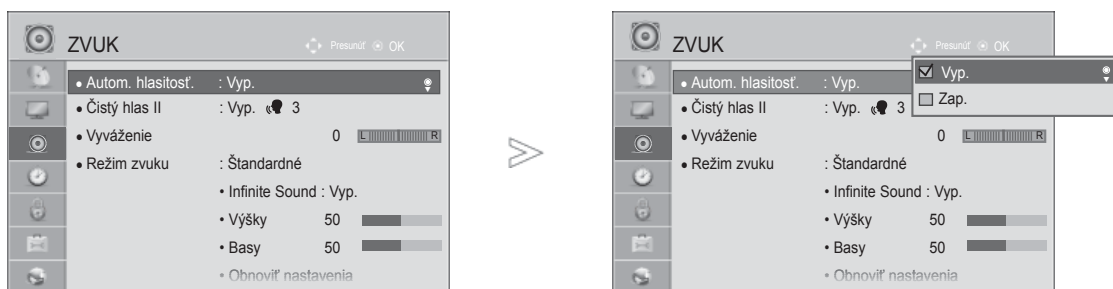 ZVUK
Presunúť OK
• Autom. hlasitosť. : Vyp.
• Čistý hlas II : Vyp. 3
• Vyváženie 0 L R
• Režim zvuku : Štandardné
• Infinite Sound : Vyp.
• Výšky 50
• Basy 50
• Obnoviť nastavenia
>
ZVUK
Presunúť OK
• Autom. hlasitosť. : Vyp.
• Čistý hlas II : Vyp. 3
• Vyváženie 0 L R
• Režim zvuku : Štandardné
• Infinite Sound : Vyp.
• Výšky 50
• Basy 50
• Obnoviť nastavenia
Vyp.
Zap.